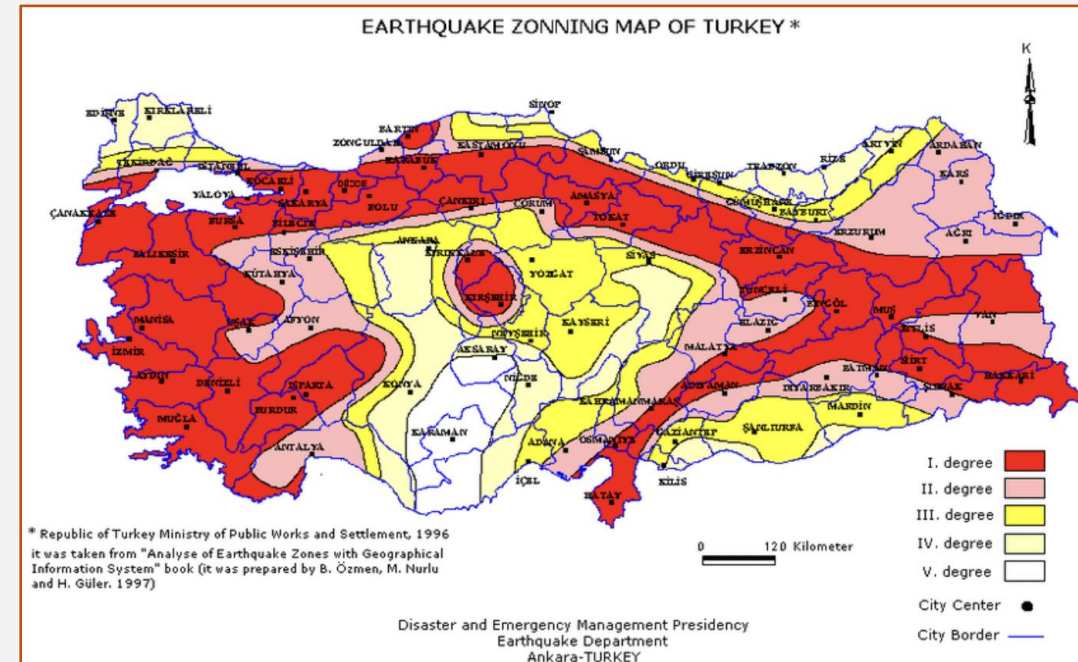 EARTHQUAKE ZONNING MAP OF TURKEY *
K
SİNOP
EDİRNE
KIRKLARELİ
BARTIN
ZONGULDAK
KASTAMONU
KARABUK
SAMSUN
ORDU
GİRESUN
TRABZON
RİZE
ARTVİN
ARDAHAN
KARS
TEKİRDAĞ
İSTANBUL
KOCAELİ
YALOVA
SAKARYA
DÜZCE
BOLU
ÇANKIRI
ÇORUM
AMASYA
TOKAT
GÜMÜŞHANE
BAYBURT
ERZURUM
IĞDIR
AĞRI
ÇANAKKALE
BURSA
BİLECİK
ANKARA
ESKİŞEHİR
KIRIKKALE
YOZGAT
SİVAS
ERZİNCAN
BALIKESİR
KÜTAHYA
KIRŞEHİR
TUNÇELİ
BİNGÖL
MUŞ
VAN
MANİSA
UŞAK
AFYON
NEVŞEHİR
KAYSERİ
ELAZIĞ
BİTLİS
İZMİR
AKSARAY
MALATYA
SİİRT
AYDIN
DENİZLİ
ISPARTA
BURDUR
KONYA
NİĞDE
KAHRAMANMARAŞ
ADIYAMAN
DİYARBAKIR
BATMAN
ŞIRNAK
HAKKARİ
MUĞLA
ANTALYA
KARAMAN
ADANA
OSMANİYE
GAZİANTEP
ŞANLIURFA
MARDİN
İÇEL
KİLİS
HATAY
I. degree
II. degree
III. degree
IV. degree
V. degree
City Center
City Border
0 120 Kilometer
* Republic of Turkey Ministry of Public Works and Settlement, 1996
it was taken from "Analyse of Earthquake Zones with Geographical
Information System" book (it was prepared by B. Özmen, M. Nurlu
and H. Güler. 1997)
Disaster and Emergency Management Presidency
Earthquake Department
Ankara-TURKEY